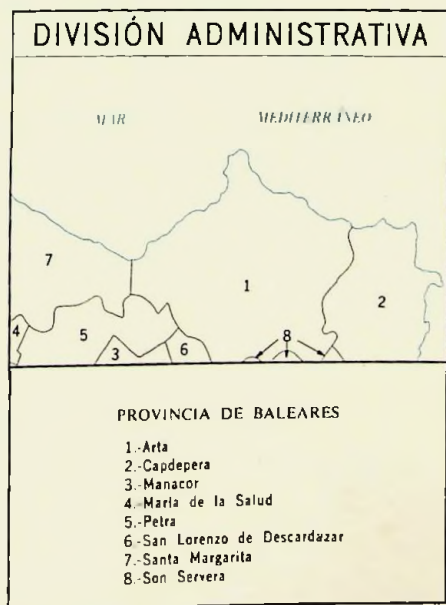 DIVISIÓN ADMINISTRATIVA
MAR MEDITERRANEO
7
1
2
4
5
3
6
8
PROVINCIA DE BALEARES
1.-Arta
2.-Capdepera
3.-Manacor
4.-María de la Salud
5.-Petra
6.-San Lorenzo de Descardazar
7.-Santa Margarita
8.-Son Servera